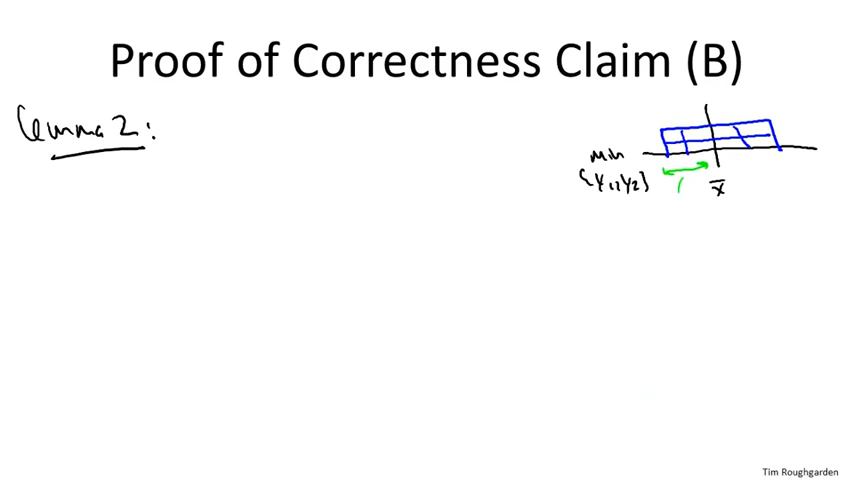 Proof of Correctness Claim (B)
Lemma 2:
min
{y₁,y₂}
x̅
Tim Roughgarden